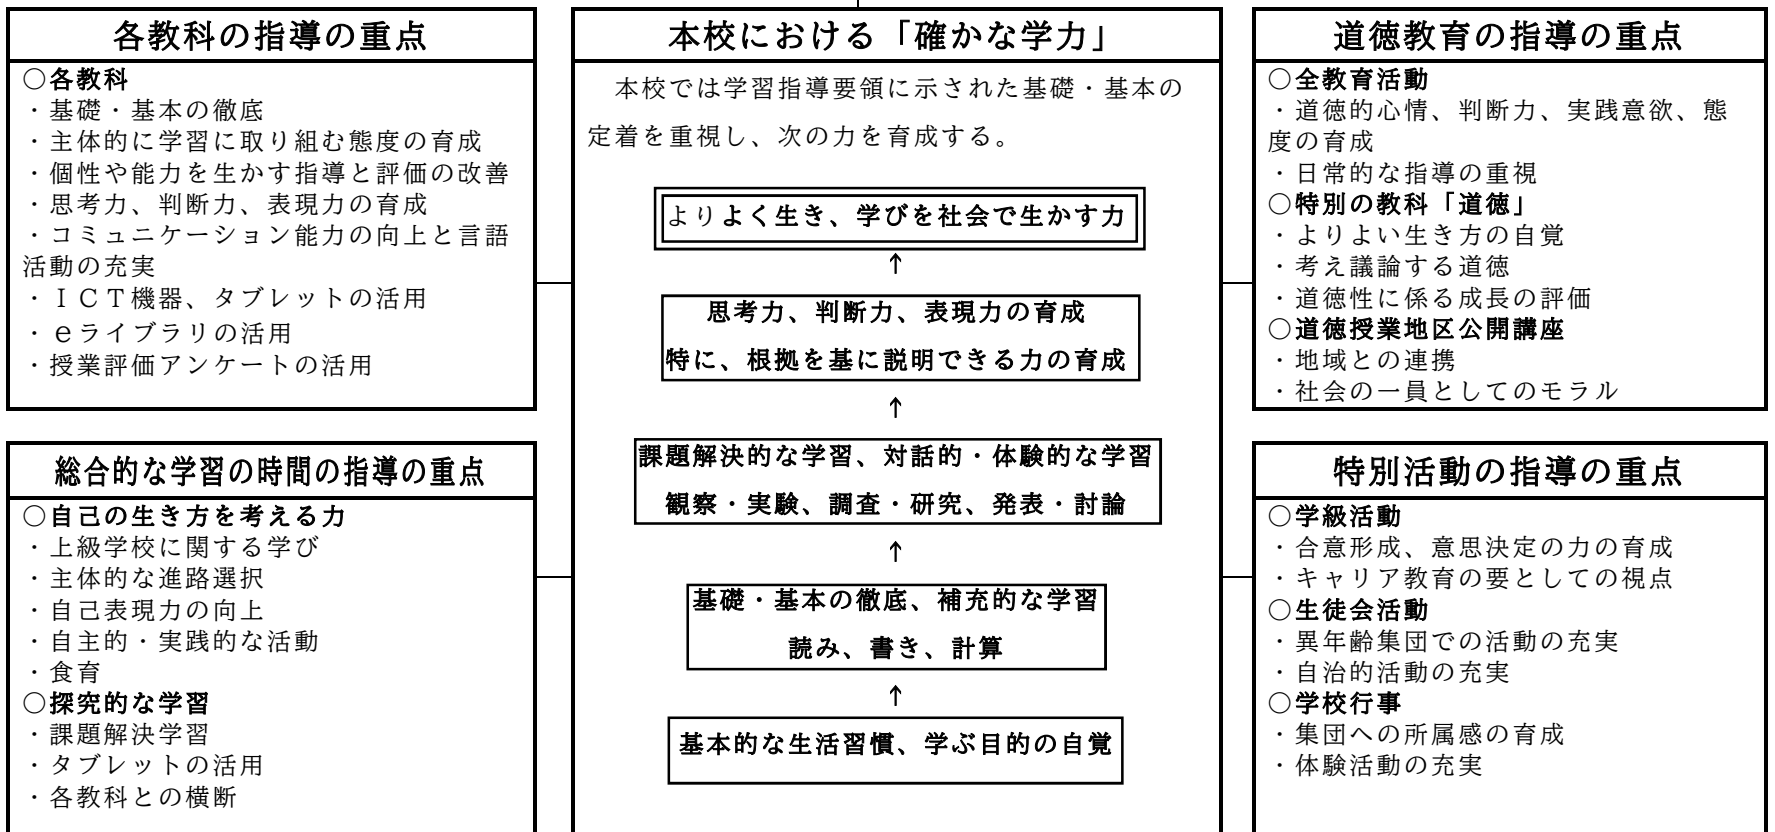 各教科の指導の重点
○各教科
・基礎・基本の徹底
・主体的に学習に取り組む態度の育成
・個性や能力を生かす指導と評価の改善
・思考力、判断力、表現力の育成
・コミュニケーション能力の向上と言語
活動の充実
・ＩＣＴ機器、タブレットの活用
・ｅライブラリの活用
・授業評価アンケートの活用
総合的な学習の時間の指導の重点
○自己の生き方を考える力
・上級学校に関する学び
・主体的な進路選択
・自己表現力の向上
・自主的・実践的な活動
・食育
○探究的な学習
・課題解決学習
・タブレットの活用
・各教科との横断
本校における「確かな学力」
本校では学習指導要領に示された基礎・基本の
定着を重視し、次の力を育成する。
よりよく生き、学びを社会で生かす力
↑
思考力、判断力、表現力の育成
特に、根拠を基に説明できる力の育成
↑
課題解決的な学習、対話的・体験的な学習
観察・実験、調査・研究、発表・討論
↑
基礎・基本の徹底、補充的な学習
読み、書き、計算
↑
基本的な生活習慣、学ぶ目的の自覚
道徳教育の指導の重点
○全教育活動
・道徳的心情、判断力、実践意欲、態
度の育成
・日常的な指導の重視
○特別の教科「道徳」
・よりよい生き方の自覚
・考え議論する道徳
・道徳性に係る成長の評価
○道徳授業地区公開講座
・地域との連携
・社会の一員としてのモラル
特別活動の指導の重点
○学級活動
・合意形成、意思決定の力の育成
・キャリア教育の要としての視点
○生徒会活動
・異年齢集団での活動の充実
・自治的活動の充実
○学校行事
・集団への所属感の育成
・体験活動の充実